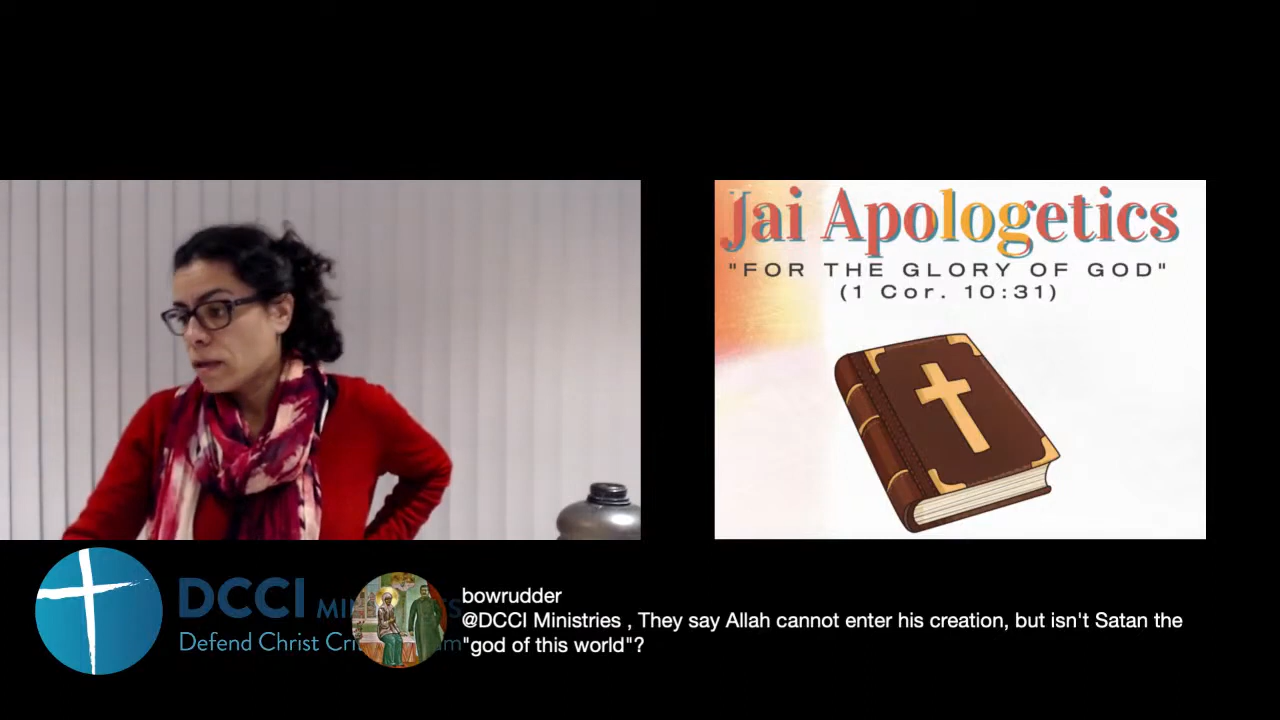 Jai Apologetics
"FOR THE GLORY OF GOD"
(1 Cor. 10:31)
DCCI
Defend Christ
bowrudder
@DCCI Ministries , They say Allah cannot enter his creation, but isn't Satan the
"god of this world"?